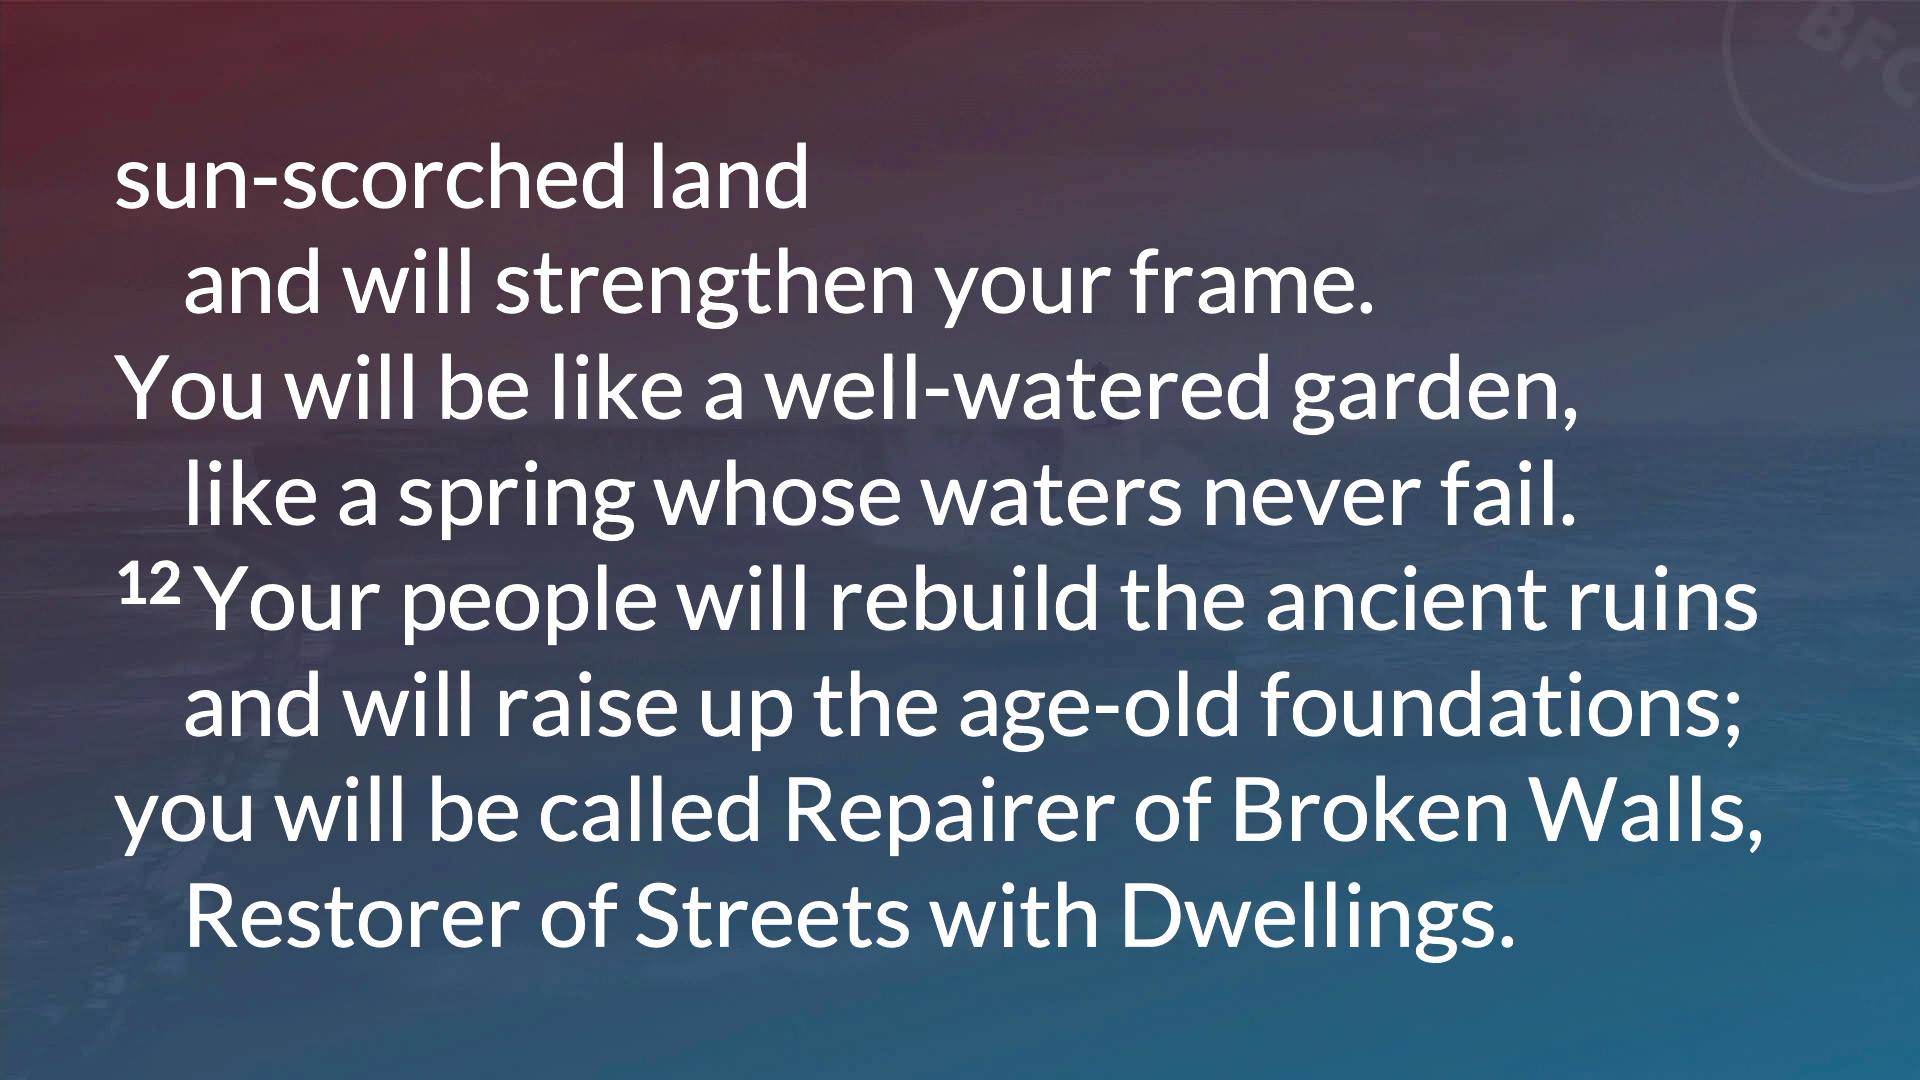 BFC
sun-scorched land
and will strengthen your frame.
You will be like a well-watered garden,
like a spring whose waters never fail.
12 Your people will rebuild the ancient ruins
and will raise up the age-old foundations;
you will be called Repairer of Broken Walls,
Restorer of Streets with Dwellings.